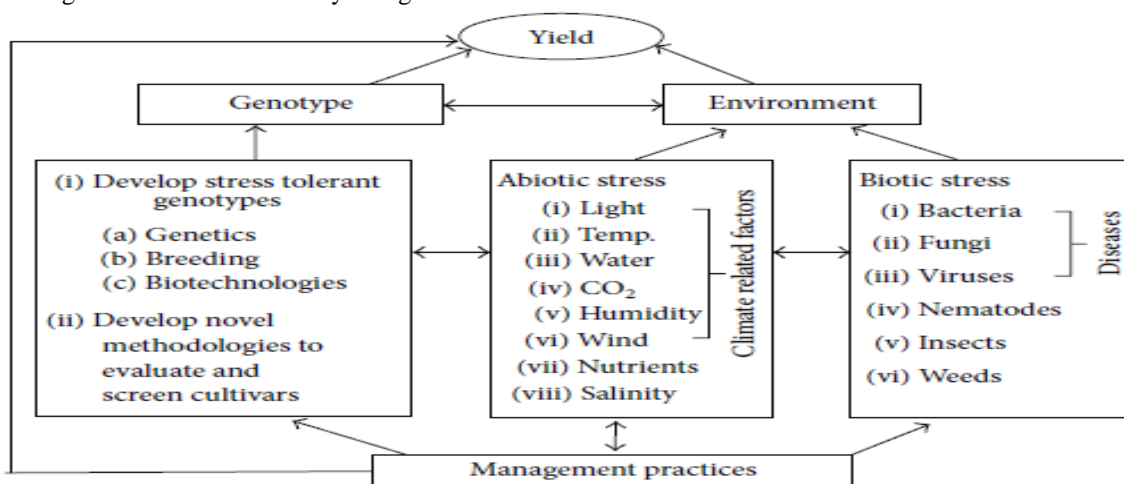 Yield
Genotype
Environment
(i) Develop stress tolerant
genotypes
(a) Genetics
(b) Breeding
(c) Biotechnologies
(ii) Develop novel
methodologies to
evaluate and
screen cultivars
Abiotic stress
(i) Light
(ii) Temp.
(iii) Water
(iv) CO₂
(v) Humidity
(vi) Wind
(vii) Nutrients
(viii) Salinity
Climate related factors
Biotic stress
(i) Bacteria
(ii) Fungi
(iii) Viruses
(iv) Nematodes
(v) Insects
(vi) Weeds
Diseases
Management practices